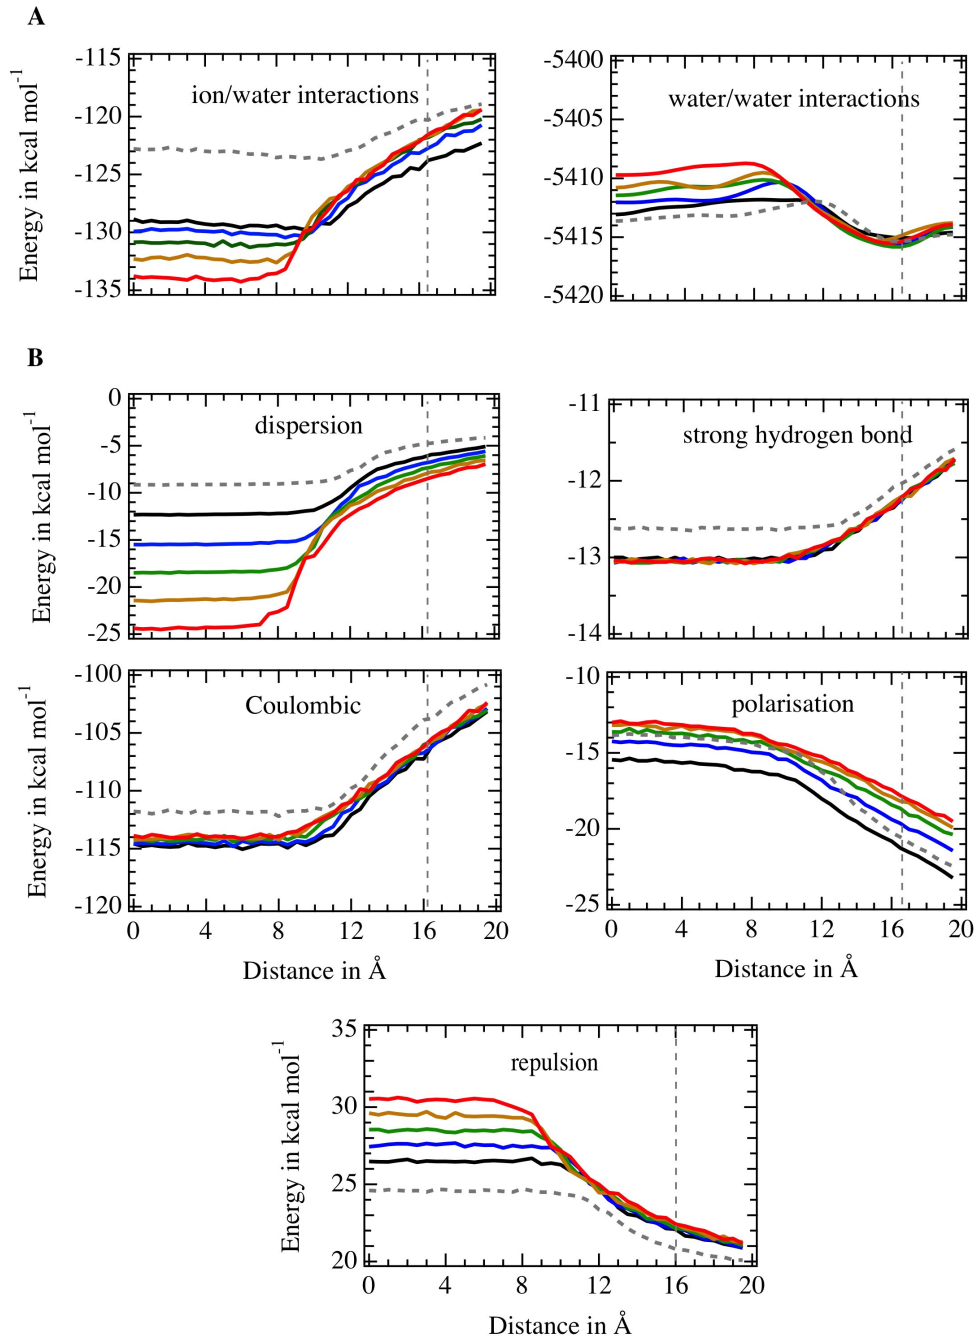 A
ion/water interactions
Energy in kcal mol⁻¹
-115
-120
-125
-130
-135
water/water interactions
-5400
-5405
-5410
-5415
-5420
B
dispersion
Energy in kcal mol⁻¹
0
-5
-10
-15
-20
-25
strong hydrogen bond
-11
-12
-13
-14
Coulombic
Energy in kcal mol⁻¹
-100
-105
-110
-115
-120
0 4 8 12 16 20
Distance in Å
polarisation
-10
-15
-20
-25
0 4 8 12 16 20
Distance in Å
repulsion
Energy in kcal mol⁻¹
35
30
25
20
0 4 8 12 16 20
Distance in Å